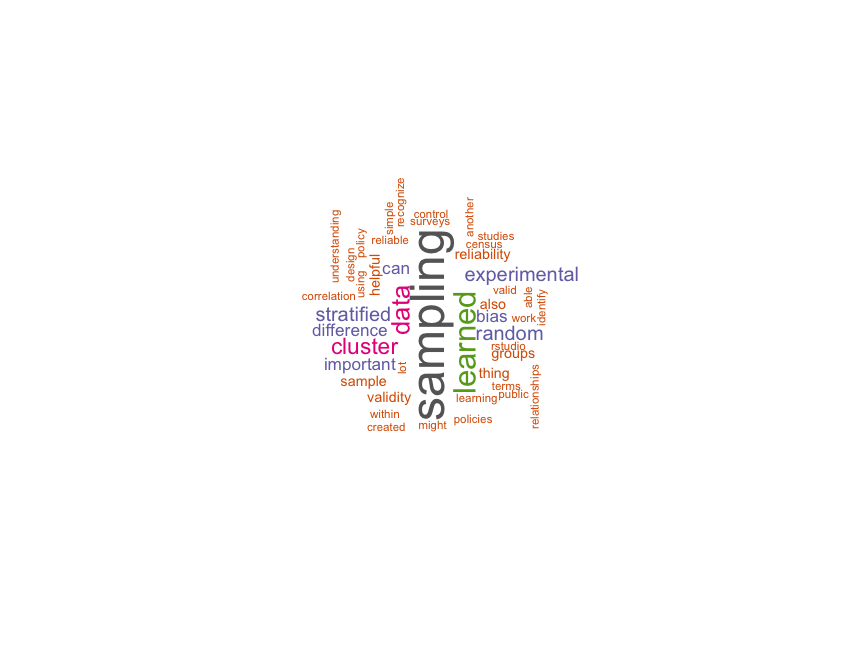 recognize
simple
control
surveys
another
understanding
policy
reliable
studies
census
reliability
design
using
helpful
can
experimental
correlation
data
sampling
learned
valid
able
identify
also
stratified
bias
work
difference
random
cluster
rstudio
groups
important
lot
thing
sample
terms
public
relationships
validity
learning
within
created
might
policies